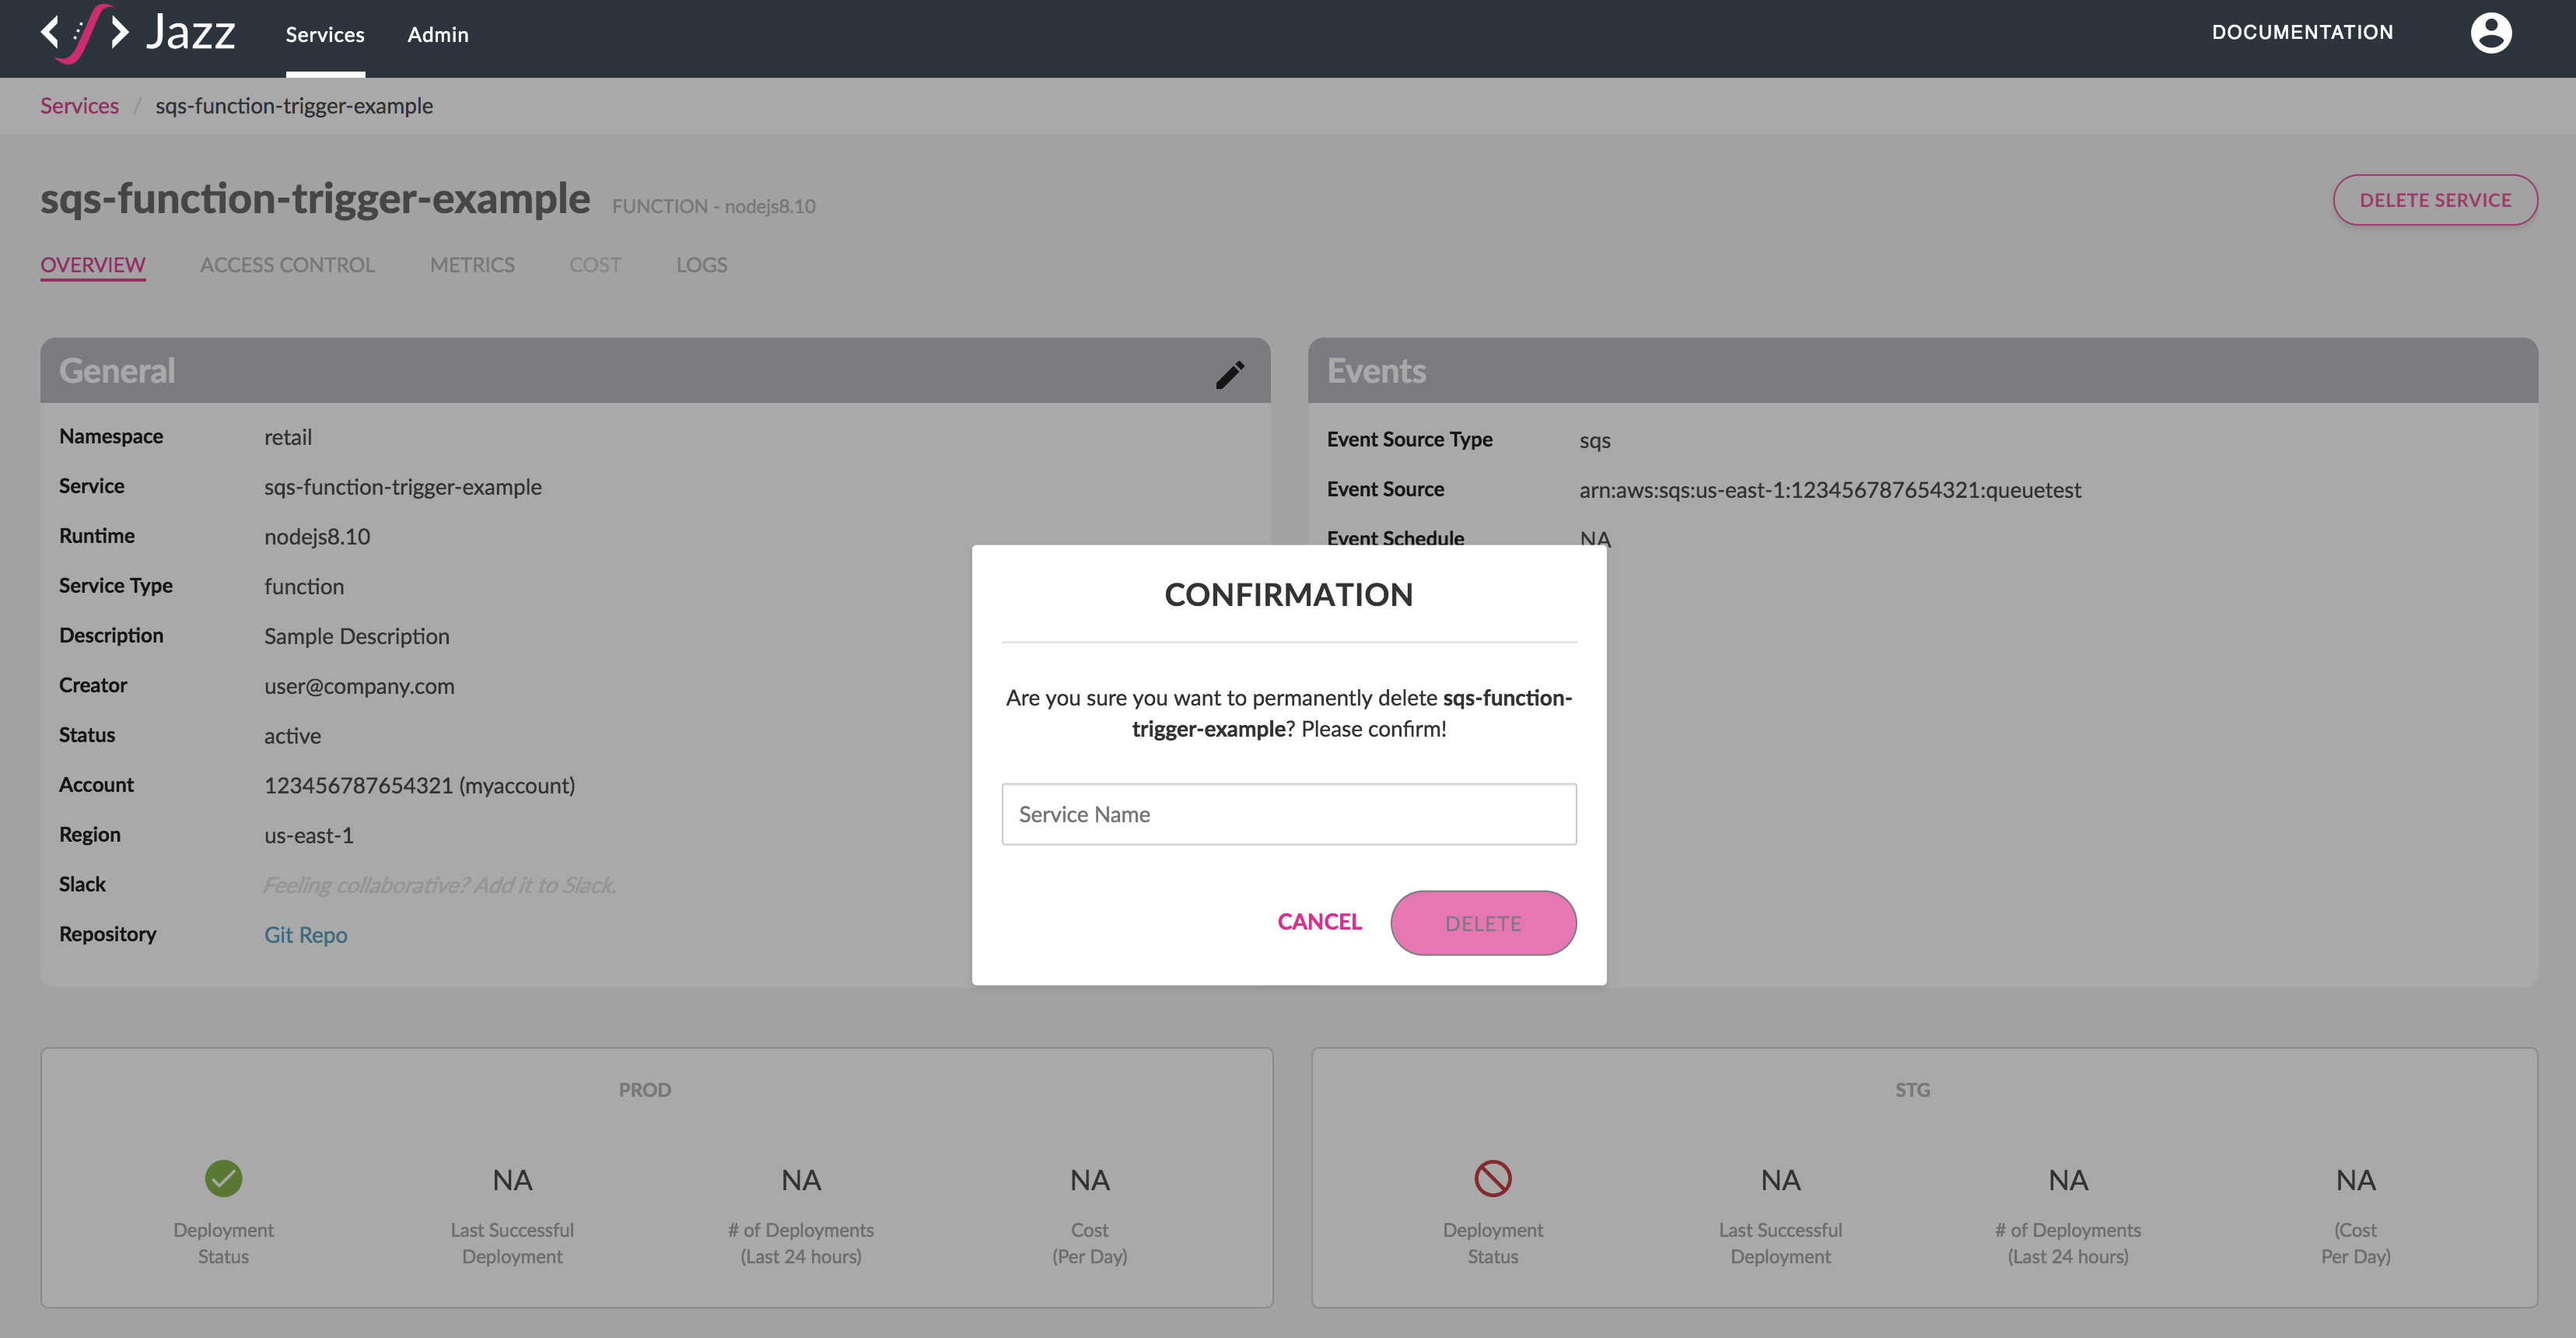 Jazz
Services
Admin
DOCUMENTATION
Services / sqs-function-trigger-example
sqs-function-trigger-example
FUNCTION - nodejs8.10
DELETE SERVICE
OVERVIEW
ACCESS CONTROL
METRICS
COST
LOGS
General
Namespace retail
Service sqs-function-trigger-example
Runtime nodejs8.10
Service Type function
Description Sample Description
Creator user@company.com
Status active
Account 123456787654321 (myaccount)
Region us-east-1
Slack Feeling collaborative? Add it to Slack.
Repository Git Repo
Events
Event Source Type sqs
Event Source arn:aws:sqs:us-east-1:123456787654321:queuetest
Event Schedule NA
CONFIRMATION
Are you sure you want to permanently delete sqs-function-
trigger-example? Please confirm!
Service Name
CANCEL
DELETE
PROD
Deployment
Status
NA
Last Successful
Deployment
NA
# of Deployments
(Last 24 hours)
NA
Cost
(Per Day)
STG
Deployment
Status
NA
Last Successful
Deployment
NA
# of Deployments
(Last 24 hours)
NA
(Cost
Per Day)